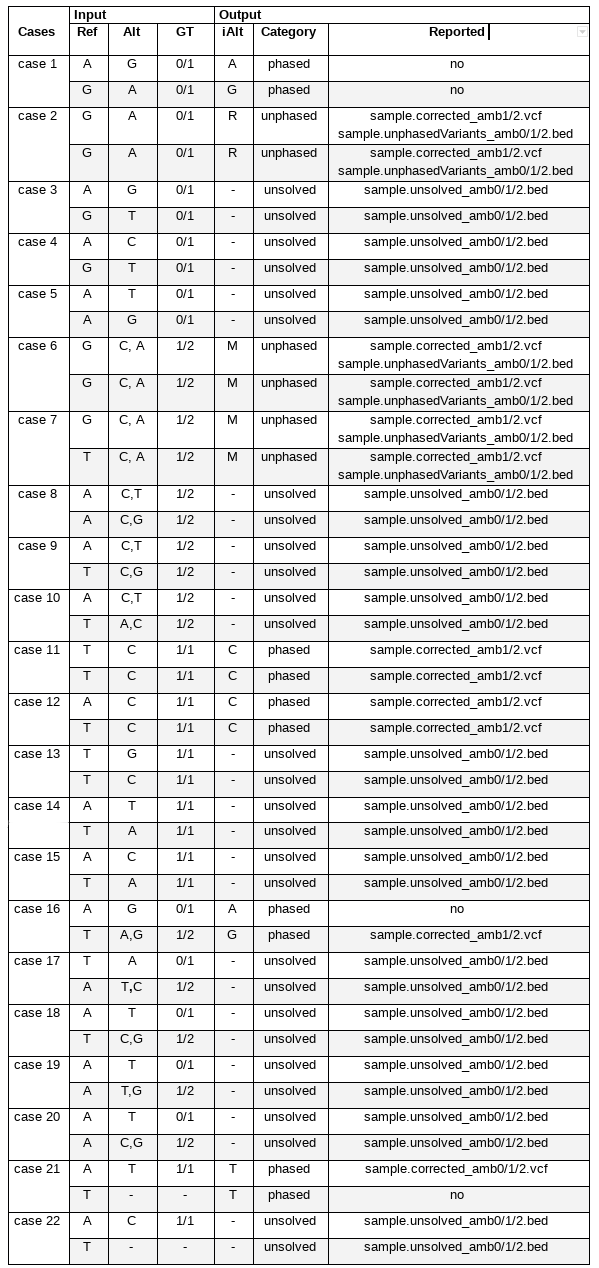 Input Output
Cases Ref Alt GT iAlt Category Reported
case 1 A G 0/1 A phased no
G A 0/1 G phased no
case 2 G A 0/1 R unphased sample.corrected_amb1/2.vcf
sample.unphasedVariants_amb0/1/2.bed
G A 0/1 R unphased sample.corrected_amb1/2.vcf
sample.unphasedVariants_amb0/1/2.bed
case 3 A G 0/1 - unsolved sample.unsolved_amb0/1/2.bed
G T 0/1 - unsolved sample.unsolved_amb0/1/2.bed
case 4 A C 0/1 - unsolved sample.unsolved_amb0/1/2.bed
G T 0/1 - unsolved sample.unsolved_amb0/1/2.bed
case 5 A T 0/1 - unsolved sample.unsolved_amb0/1/2.bed
A G 0/1 - unsolved sample.unsolved_amb0/1/2.bed
case 6 G C, A 1/2 M unphased sample.corrected_amb1/2.vcf
sample.unphasedVariants_amb0/1/2.bed
G C, A 1/2 M unphased sample.corrected_amb1/2.vcf
sample.unphasedVariants_amb0/1/2.bed
case 7 G C, A 1/2 M unphased sample.corrected_amb1/2.vcf
sample.unphasedVariants_amb0/1/2.bed
T C, A 1/2 M unphased sample.corrected_amb1/2.vcf
sample.unphasedVariants_amb0/1/2.bed
case 8 A C,T 1/2 - unsolved sample.unsolved_amb0/1/2.bed
A C,G 1/2 - unsolved sample.unsolved_amb0/1/2.bed
case 9 A C,T 1/2 - unsolved sample.unsolved_amb0/1/2.bed
T C,G 1/2 - unsolved sample.unsolved_amb0/1/2.bed
case 10 A C,T 1/2 - unsolved sample.unsolved_amb0/1/2.bed
T A,C 1/2 - unsolved sample.unsolved_amb0/1/2.bed
case 11 T C 1/1 C phased sample.corrected_amb1/2.vcf
T C 1/1 C phased sample.corrected_amb1/2.vcf
case 12 A C 1/1 C phased sample.corrected_amb1/2.vcf
T C 1/1 C phased sample.corrected_amb1/2.vcf
case 13 T G 1/1 - unsolved sample.unsolved_amb0/1/2.bed
T C 1/1 - unsolved sample.unsolved_amb0/1/2.bed
case 14 A T 1/1 - unsolved sample.unsolved_amb0/1/2.bed
T A 1/1 - unsolved sample.unsolved_amb0/1/2.bed
case 15 A C 1/1 - unsolved sample.unsolved_amb0/1/2.bed
T A 1/1 - unsolved sample.unsolved_amb0/1/2.bed
case 16 A G 0/1 A phased no
T A,G 1/2 G phased sample.corrected_amb1/2.vcf
case 17 T A 0/1 - unsolved sample.unsolved_amb0/1/2.bed
A T,C 1/2 - unsolved sample.unsolved_amb0/1/2.bed
case 18 A T 0/1 - unsolved sample.unsolved_amb0/1/2.bed
T C,G 1/2 - unsolved sample.unsolved_amb0/1/2.bed
case 19 A T 0/1 - unsolved sample.unsolved_amb0/1/2.bed
A T,G 1/2 - unsolved sample.unsolved_amb0/1/2.bed
case 20 A T 0/1 - unsolved sample.unsolved_amb0/1/2.bed
A C,G 1/2 - unsolved sample.unsolved_amb0/1/2.bed
case 21 A T 1/1 T phased sample.corrected_amb0/1/2.vcf
T - - T phased no
case 22 A C 1/1 - unsolved sample.unsolved_amb0/1/2.bed
T - - - unsolved sample.unsolved_amb0/1/2.bed